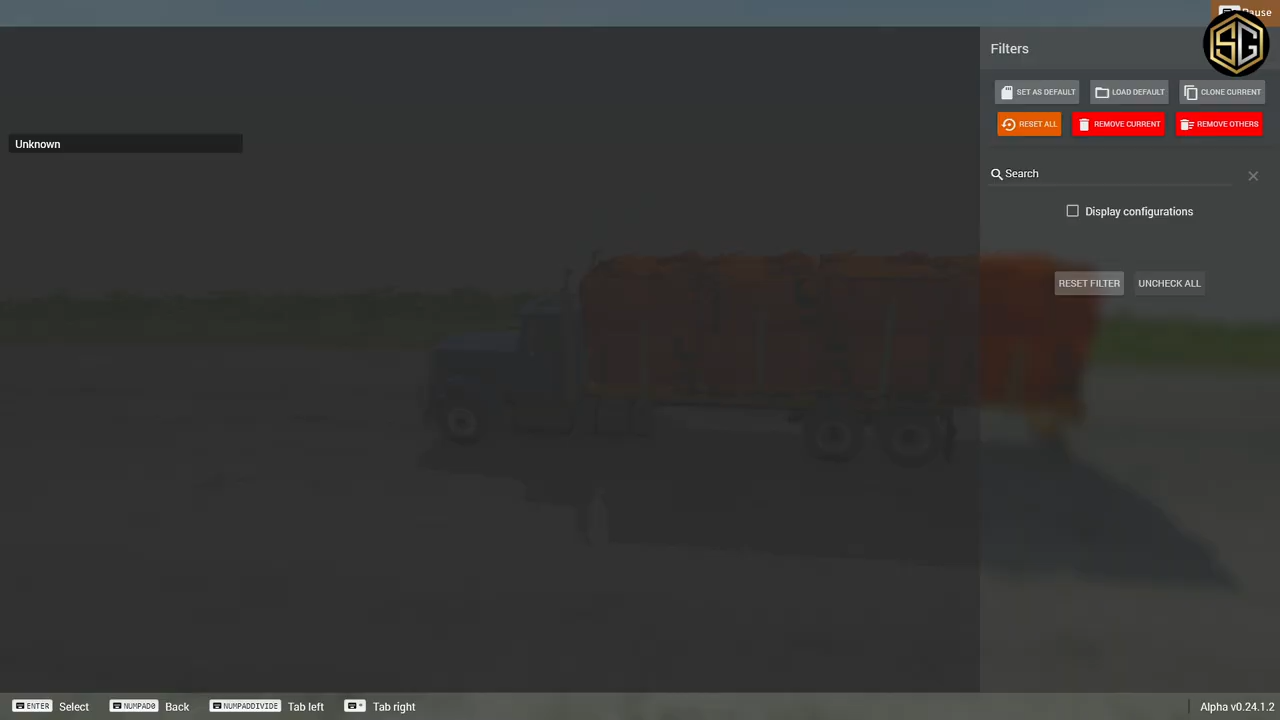 Pause
SG
Filters
SET AS DEFAULT
LOAD DEFAULT
CLONE CURRENT
RESET ALL
REMOVE CURRENT
REMOVE OTHERS
Unknown
Search
Display configurations
RESET FILTER
UNCHECK ALL
ENTER Select
NUMPAD0 Back
NUMPADDIVIDE Tab left
* Tab right
Alpha v0.24.1.2